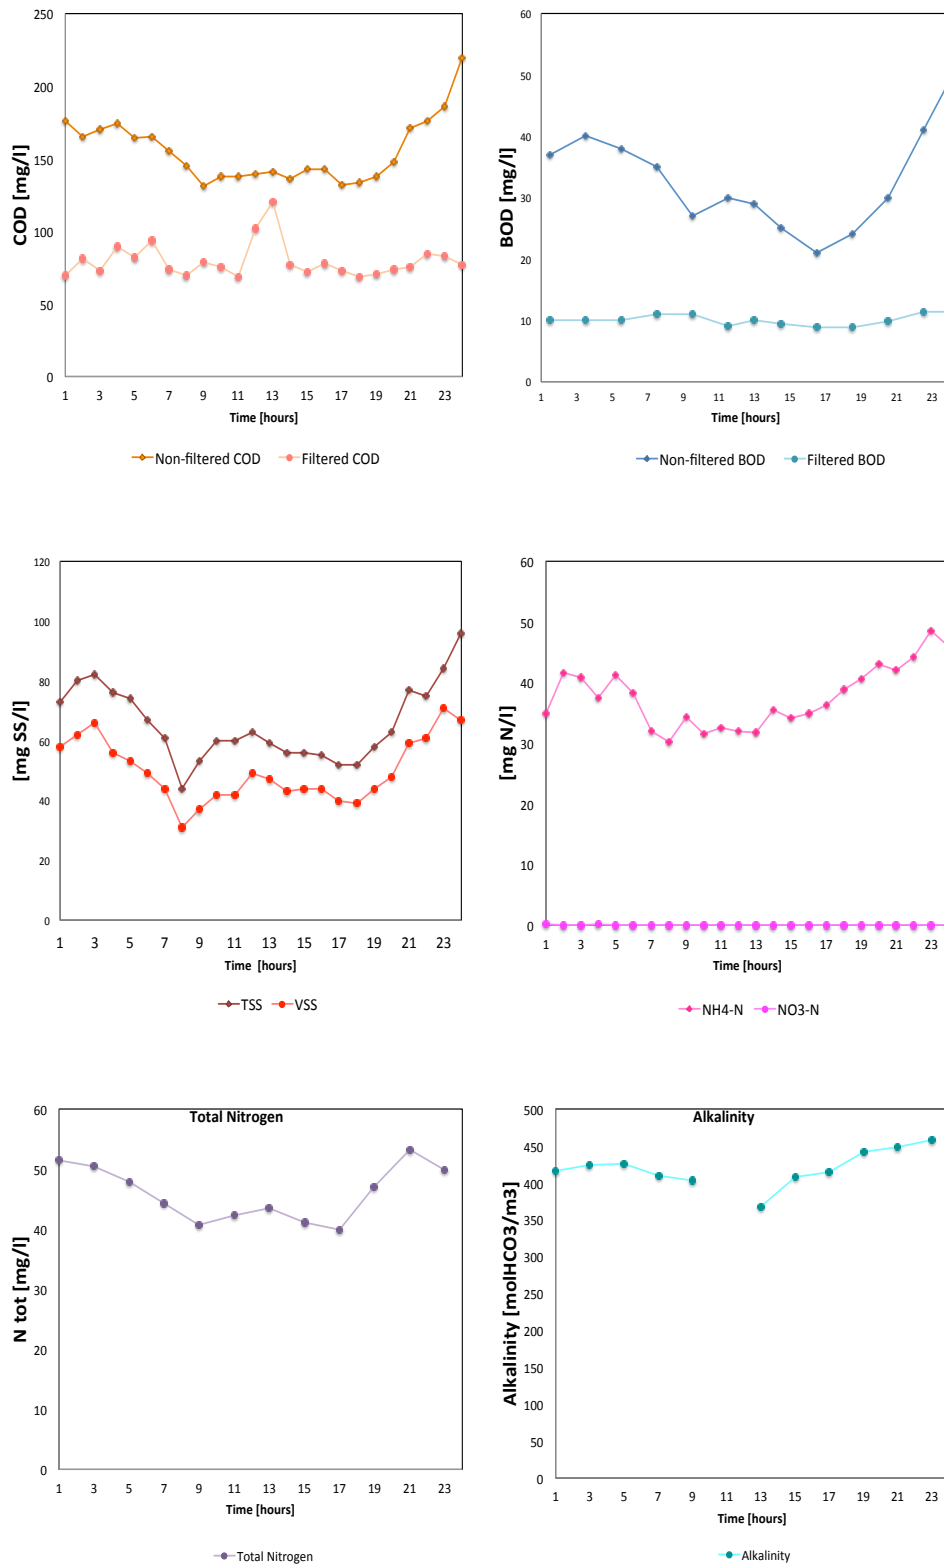 COD [mg/l]
250
200
150
100
50
0
1 3 5 7 9 11 13 15 17 19 21 23
Time [hours]
Non-filtered COD Filtered COD
BOD [mg/l]
60
50
40
30
20
10
0
1 3 5 7 9 11 13 15 17 19 21 23
Time [hours]
Non-filtered BOD Filtered BOD
[mg SS/l]
120
100
80
60
40
20
0
1 3 5 7 9 11 13 15 17 19 21 23
Time [hours]
TSS VSS
[mg N/l]
60
50
40
30
20
10
0
1 3 5 7 9 11 13 15 17 19 21 23
Time [hours]
NH4-N NO3-N
Total Nitrogen
N tot [mg/l]
60
50
40
30
20
10
0
1 3 5 7 9 11 13 15 17 19 21 23
Time [hours]
Total Nitrogen
Alkalinity
Alkalinity [molHCO3/m3]
500
450
400
350
300
250
200
150
100
50
0
1 3 5 7 9 11 13 15 17 19 21 23
Time [hours]
Alkalinity